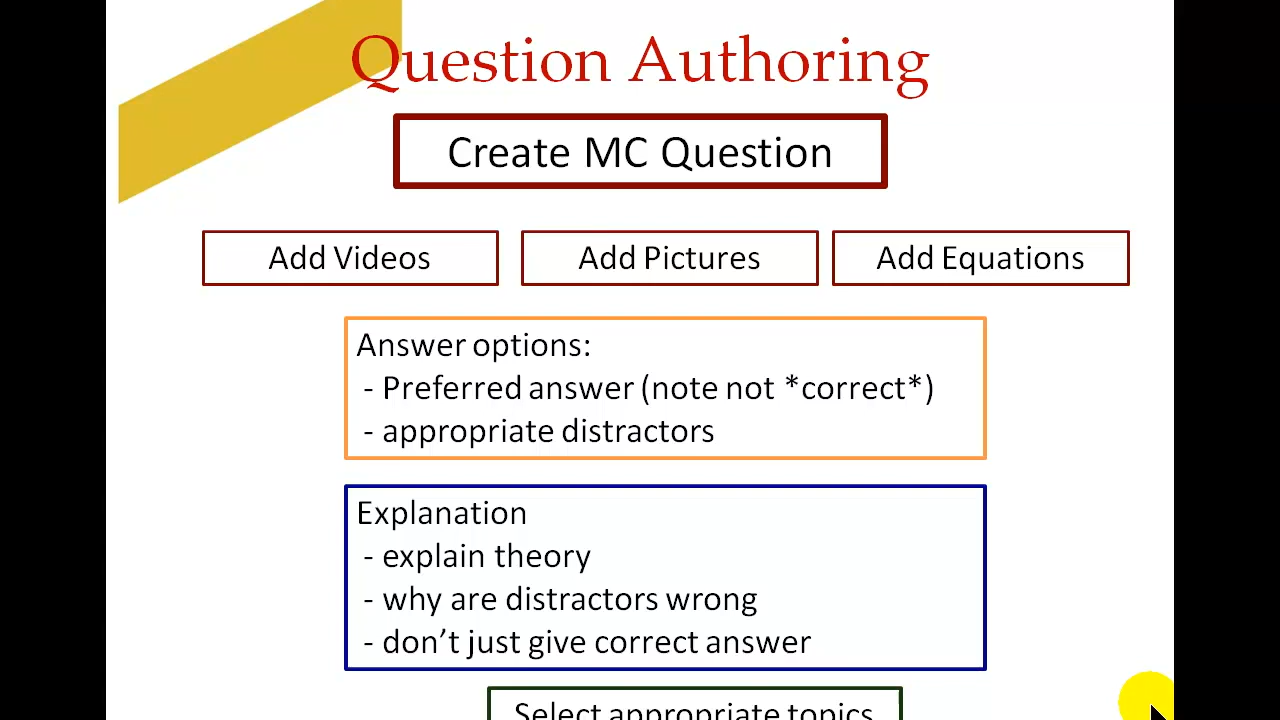 Question Authoring
Create MC Question
Add Videos
Add Pictures
Add Equations
Answer options:
- Preferred answer (note not *correct*)
- appropriate distractors
Explanation
- explain theory
- why are distractors wrong
- don’t just give correct answer
Select appropriate topics